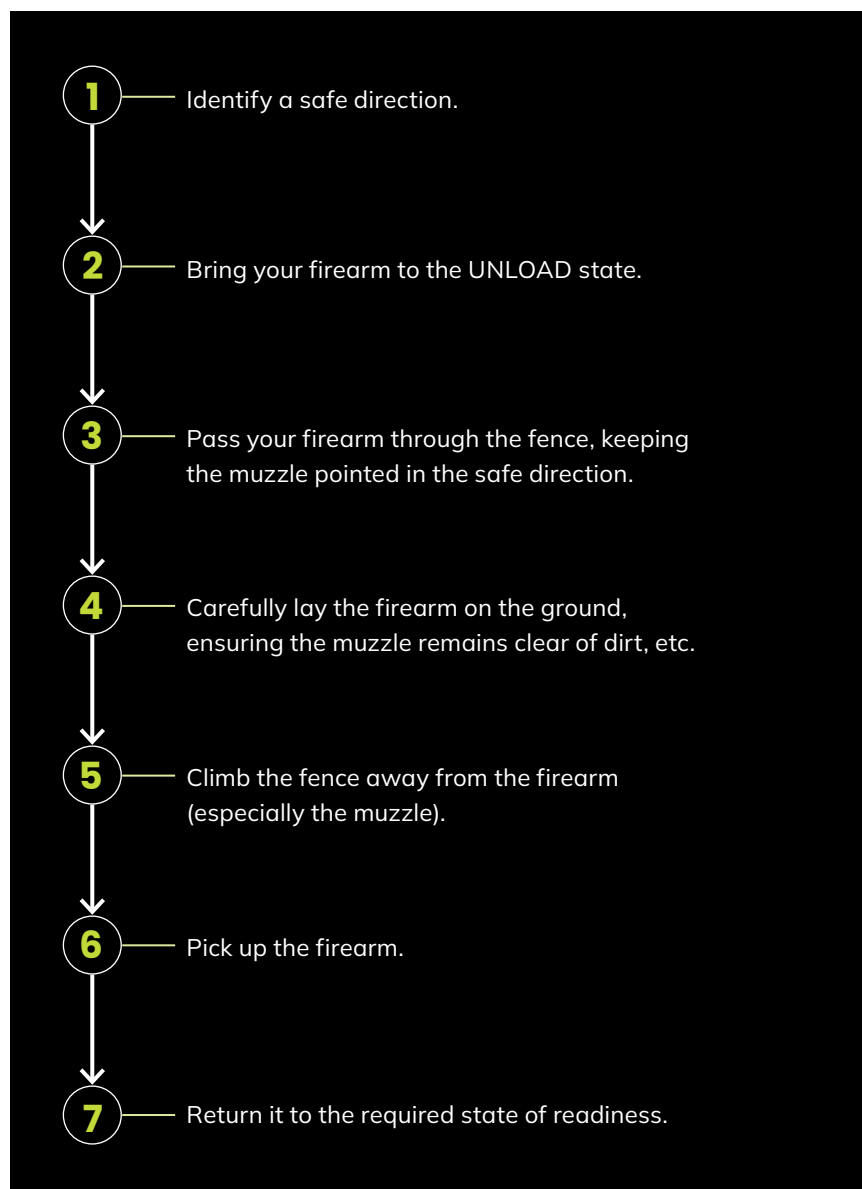 1
Identify a safe direction.
2
Bring your firearm to the UNLOAD state.
3
Pass your firearm through the fence, keeping
the muzzle pointed in the safe direction.
4
Carefully lay the firearm on the ground,
ensuring the muzzle remains clear of dirt, etc.
5
Climb the fence away from the firearm
(especially the muzzle).
6
Pick up the firearm.
7
Return it to the required state of readiness.